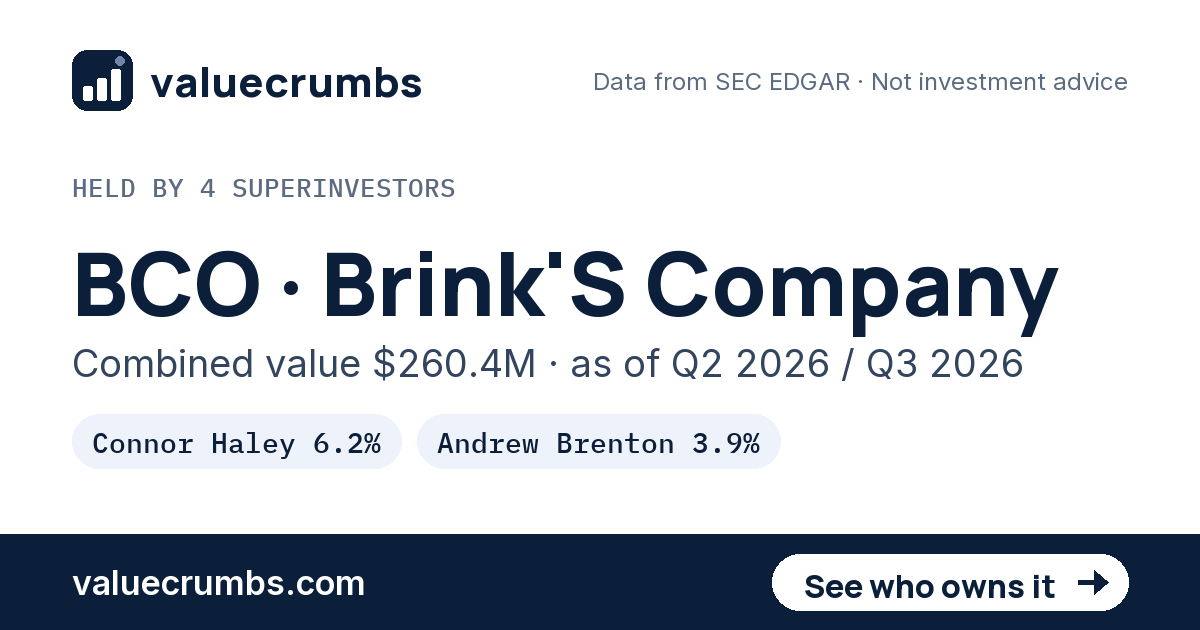 valuecrumbs
Data from SEC EDGAR · Not investment advice
HELD BY 4 SUPERINVESTORS
BCO · Brink'S Company
Combined value $260.4M · as of Q2 2026 / Q3 2026
Connor Haley 6.2%
Andrew Brenton 3.9%
valuecrumbs.com
See who owns it →